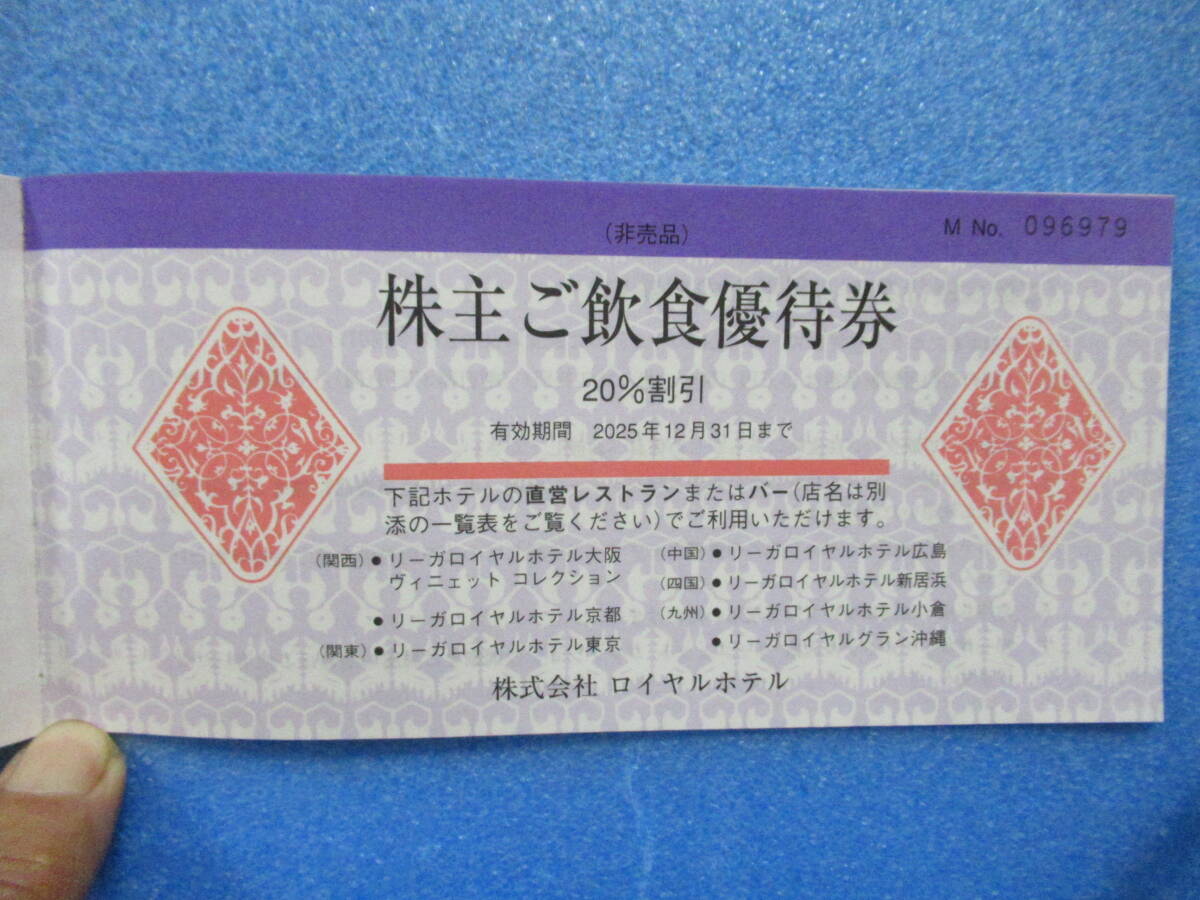 （非売品）
M No. 096979
株主ご飲食優待券
20%割引
有効期間 2025年12月31日まで
下記ホテルの直営レストランまたはバー（店名は別
添の一覧表をご覧ください）でご利用いただけます。
（関西）●リーガロイヤルホテル大阪
ヴィニェット コレクション
●リーガロイヤルホテル京都
（関東）●リーガロイヤルホテル東京
（中国）●リーガロイヤルホテル広島
（四国）●リーガロイヤルホテル新居浜
（九州）●リーガロイヤルホテル小倉
●リーガロイヤルグラン沖縄
株式会社 ロイヤルホテル